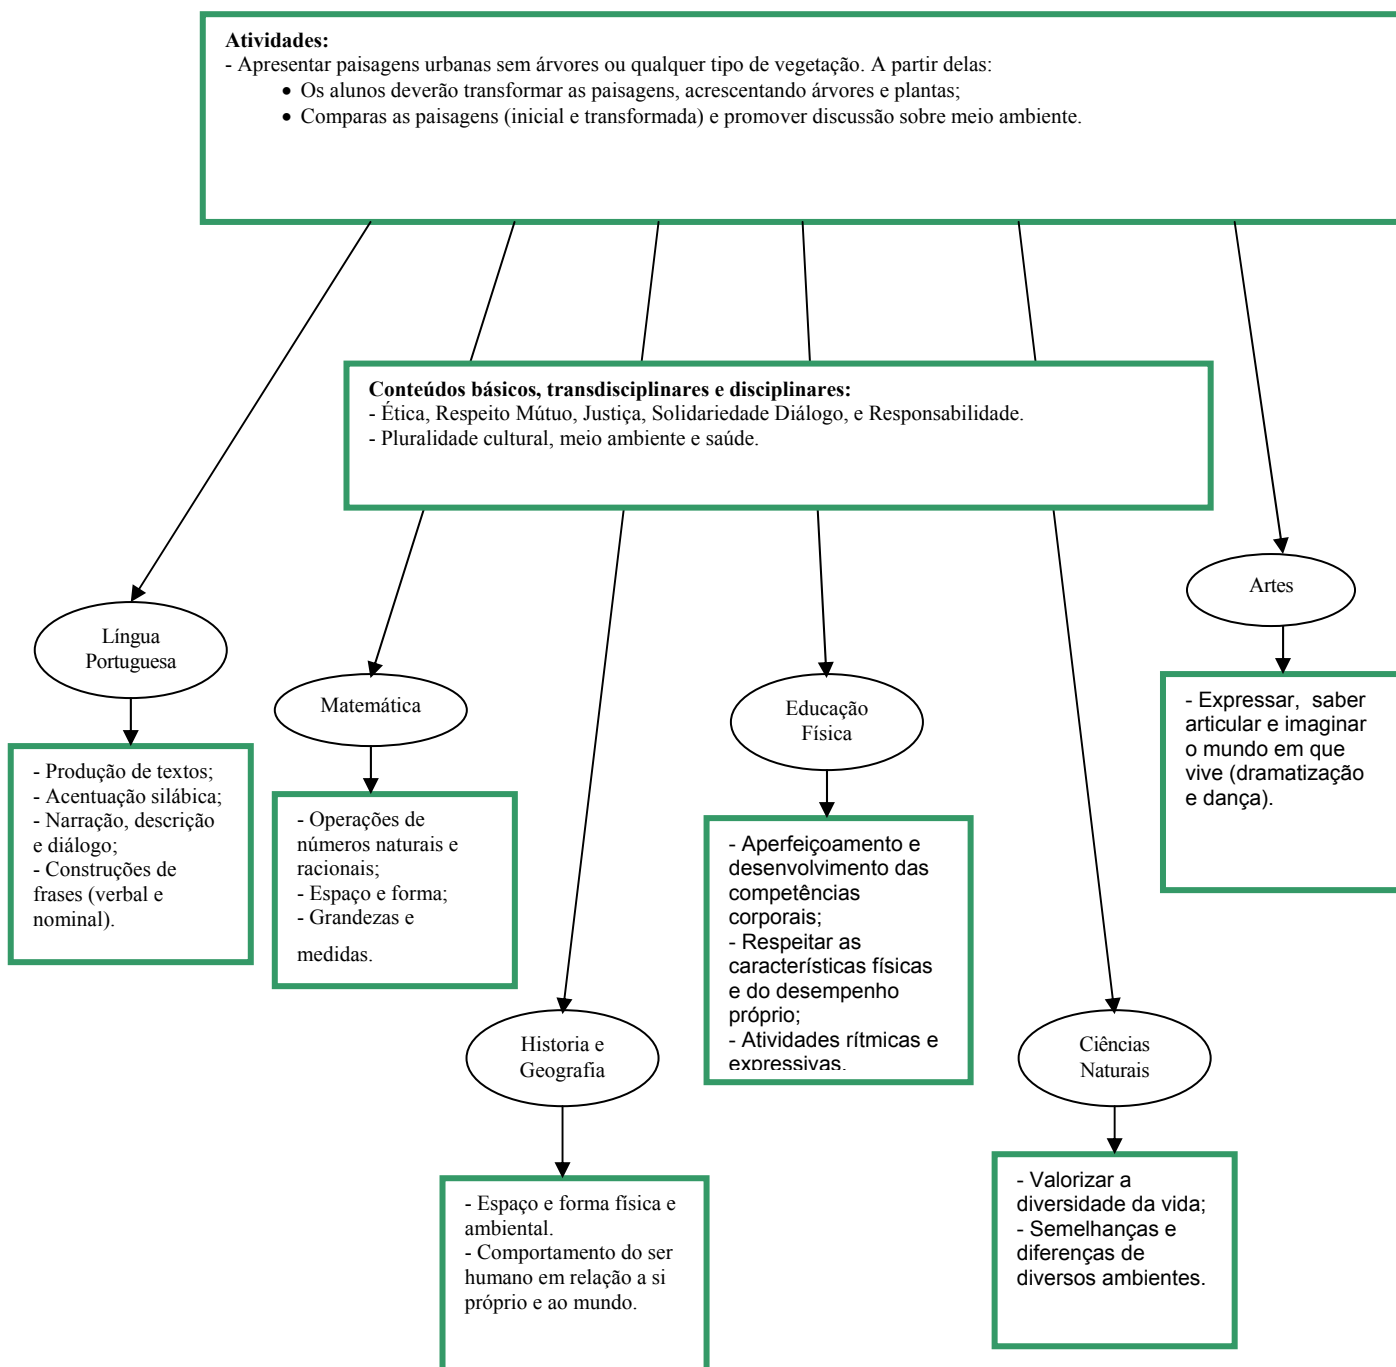 Atividades:
- Apresentar paisagens urbanas sem árvores ou qualquer tipo de vegetação. A partir delas:
• Os alunos deverão transformar as paisagens, acrescentando árvores e plantas;
• Comparas as paisagens (inicial e transformada) e promover discussão sobre meio ambiente.
Conteúdos básicos, transdisciplinares e disciplinares:
- Ética, Respeito Mútuo, Justiça, Solidariedade Diálogo, e Responsabilidade.
- Pluralidade cultural, meio ambiente e saúde.
Língua
Portuguesa
- Produção de textos;
- Acentuação silábica;
- Narração, descrição
e diálogo;
- Construções de
frases (verbal e
nominal).
Matemática
- Operações de
números naturais e
racionais;
- Espaço e forma;
- Grandezas e
medidas.
Historia e
Geografia
- Espaço e forma física e
ambiental.
- Comportamento do ser
humano em relação a si
próprio e ao mundo.
Educação
Física
- Aperfeiçoamento e
desenvolvimento das
competências
corporais;
- Respeitar as
características físicas
e do desempenho
próprio;
- Atividades rítmicas e
expressivas.
Ciências
Naturais
- Valorizar a
diversidade da vida;
- Semelhanças e
diferenças de
diversos ambientes.
Artes
- Expressar, saber
articular e imaginar
o mundo em que
vive (dramatização
e dança).